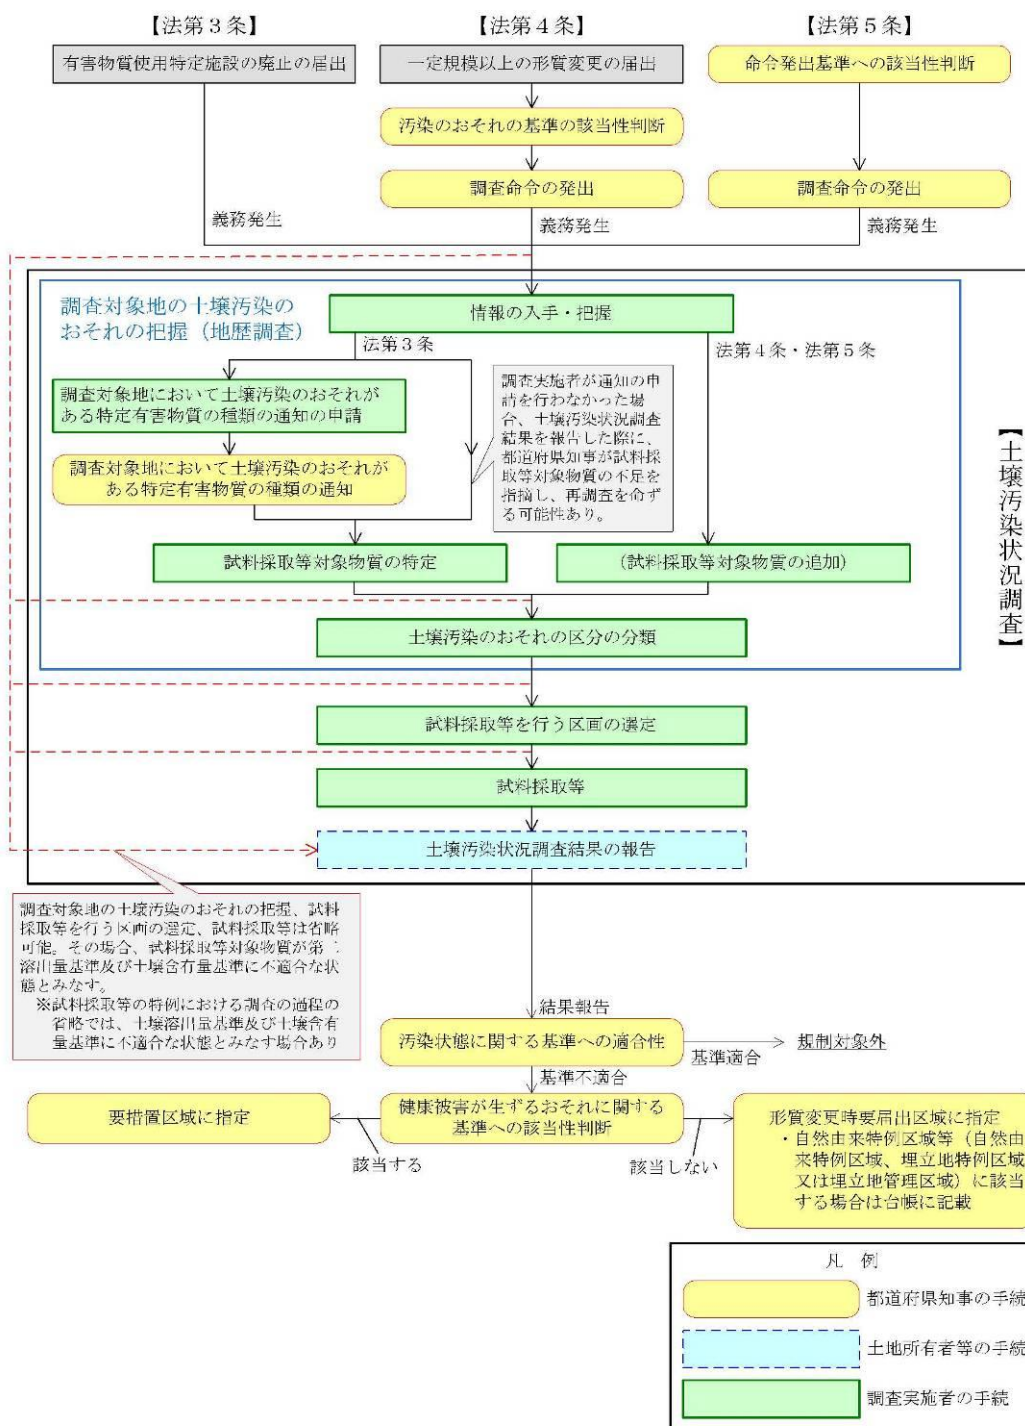 【法第３条】
【法第４条】
【法第５条】
有害物質使用特定施設の廃止の届出
一定規模以上の形質変更の届出
命令発出基準への該当性判断
汚染のおそれの基準の該当性判断
調査命令の発出
調査命令の発出
義務発生
義務発生
義務発生
【土壌汚染状況調査】
調査対象地の土壌汚染の
おそれの把握（地歴調査）
情報の入手・把握
法第３条
法第４条・法第５条
調査対象地において土壌汚染のおそれが
ある特定有害物質の種類の通知の申請
調査実施者が通知の申
請を行わなかった場
合、土壌汚染状況調査
結果を報告した際に、
都道府県知事が試料採
取等対象物質の不足を
指摘し、再調査を命ず
る可能性あり。
調査対象地において土壌汚染のおそれが
ある特定有害物質の種類の通知
試料採取等対象物質の特定
（試料採取等対象物質の追加）
土壌汚染のおそれの区分の分類
試料採取等を行う区画の選定
試料採取等
土壌汚染状況調査結果の報告
調査対象地の土壌汚染のおそれの把握、試料
採取等を行う区画の選定、試料採取等は省略
可能。その場合、試料採取等対象物質が第二
溶出量基準及び土壌含有量基準に不適合な状
態とみなす。
※試料採取等の特例における調査の過程の
省略では、土壌溶出量基準及び土壌含有
量基準に不適合な状態とみなす場合あり
結果報告
汚染状態に関する基準への適合性
基準適合
規制対象外
基準不適合
要措置区域に指定
健康被害が生ずるおそれに関する
基準への該当性判断
該当する
該当しない
形質変更時要届出区域に指定
・自然由来特例区域等（自然由
来特例区域、埋立地特例区域
又は埋立地管理区域）に該当
する場合は台帳に記載
凡 例
都道府県知事の手続
土地所有者等の手続
調査実施者の手続